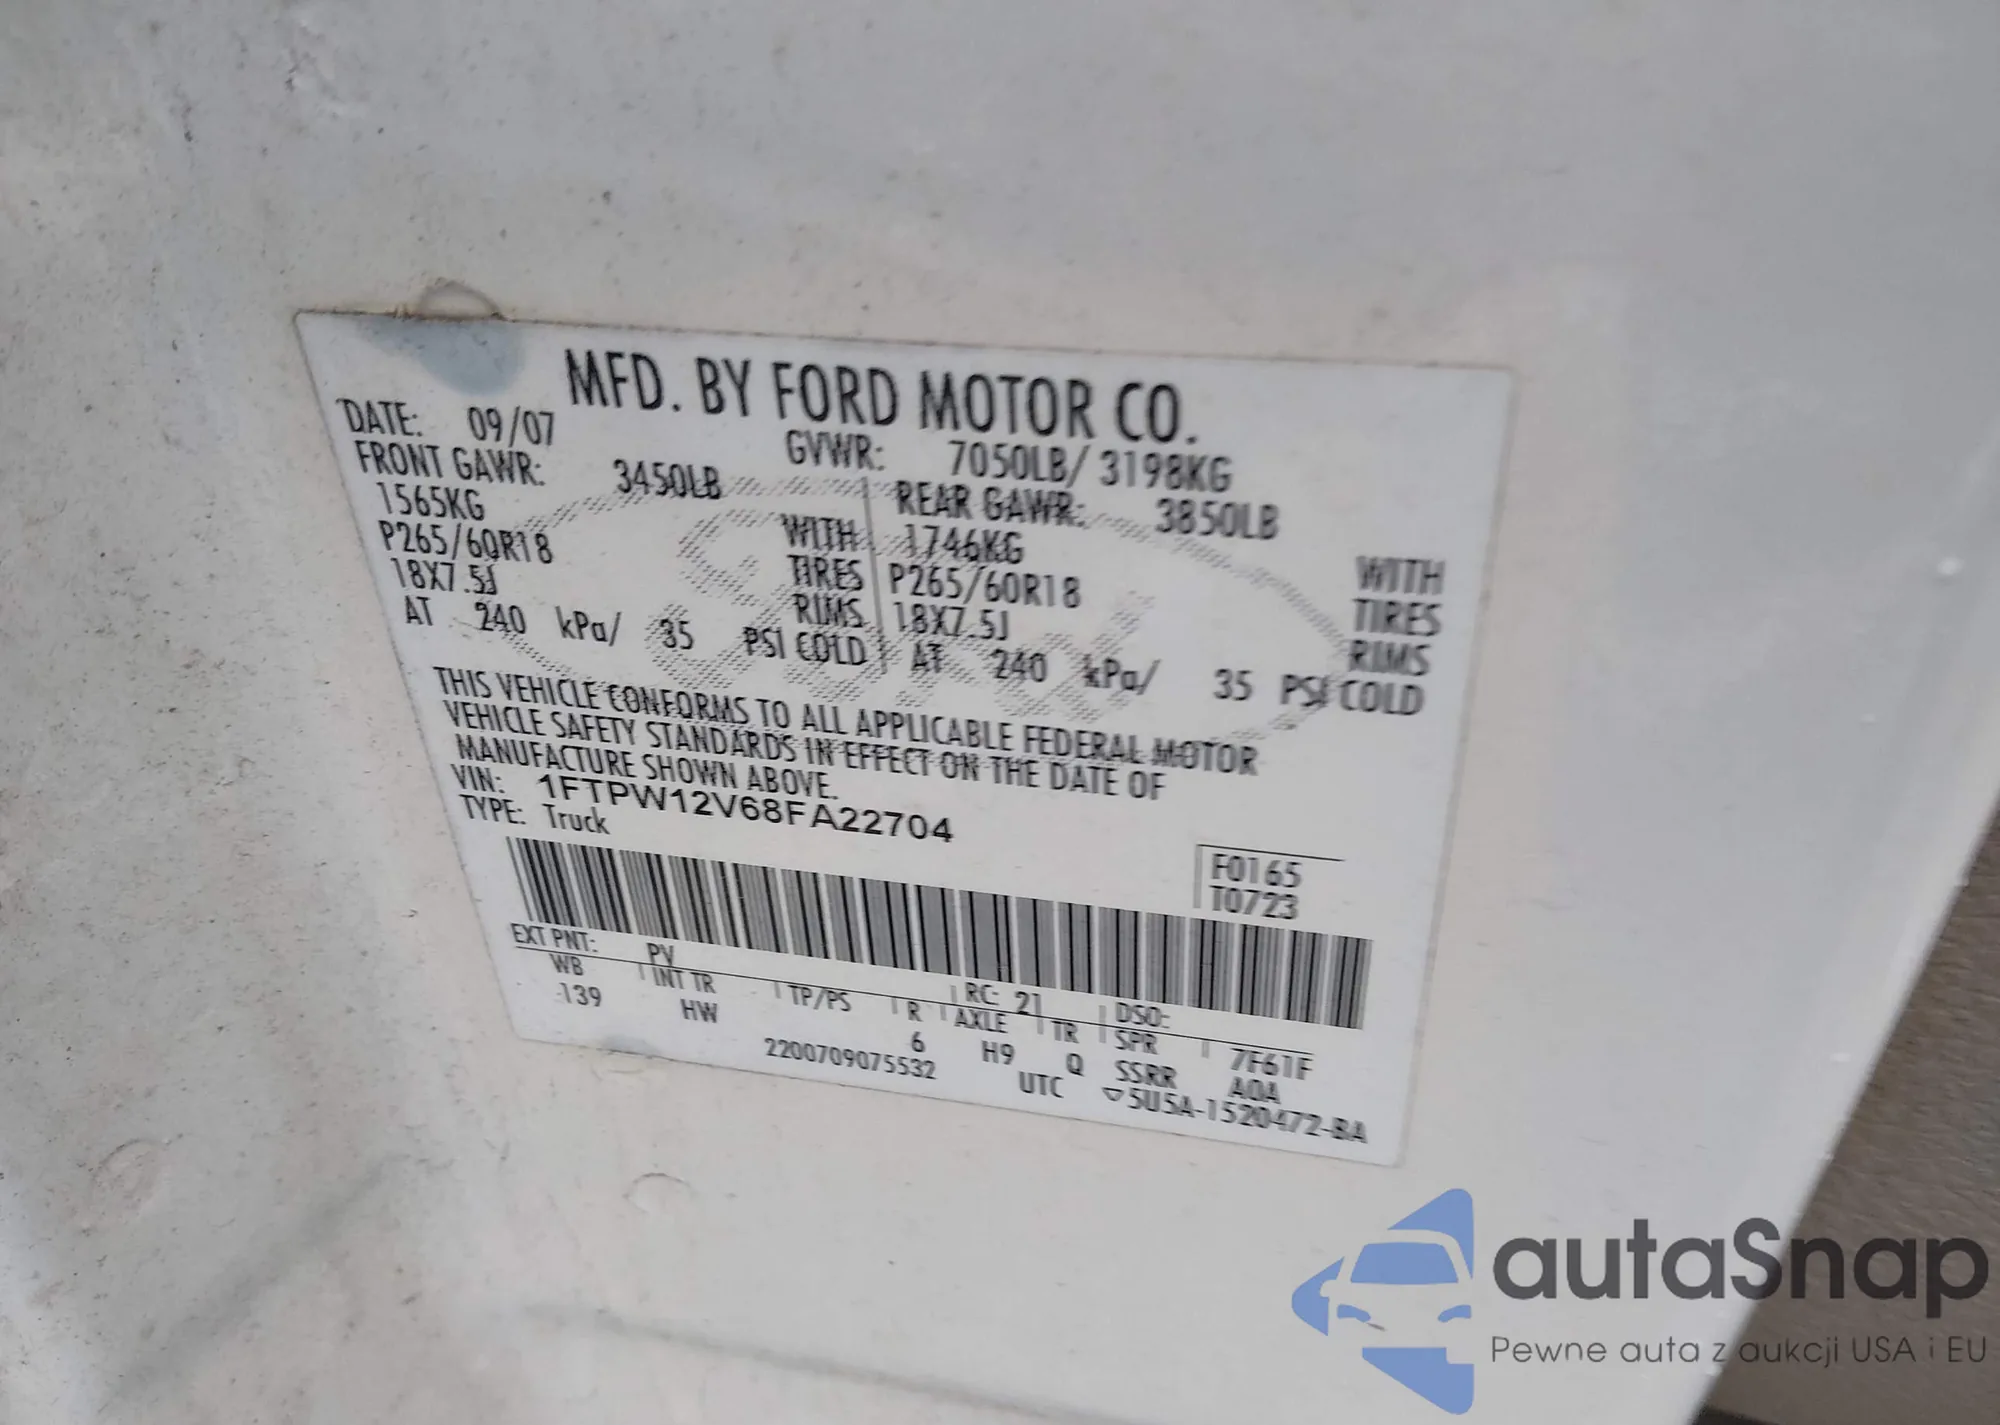 MFD. BY FORD MOTOR CO.
DATE: 09/07 GVWR: 7050LB/ 3198KG
FRONT GAWR: 3450LB REAR GAWR: 3850LB
1565KG WITH 1746KG WITH
P265/60R18 TIRES P265/60R18 TIRES
18X7.5J RIMS 18X7.5J RIMS
AT 240 kPa/ 35 PSI COLD AT 240 kPa/ 35 PSI COLD
THIS VEHICLE CONFORMS TO ALL APPLICABLE FEDERAL MOTOR
VEHICLE SAFETY STANDARDS IN EFFECT ON THE DATE OF
MANUFACTURE SHOWN ABOVE.
VIN: 1FTPW12V68FA22704
TYPE: Truck
F0165
T0723
EXT PNT: PV RC: 21 DSO:
WB INT TR TP/PS R AXLE TR SPR 7F61F
139 HW 6 H9 Q SSRR AOA
2200709075532 UTC ▽5U5A-1520472-BA
Ford
autaSnap
Pewne auta z aukcji USA i EU